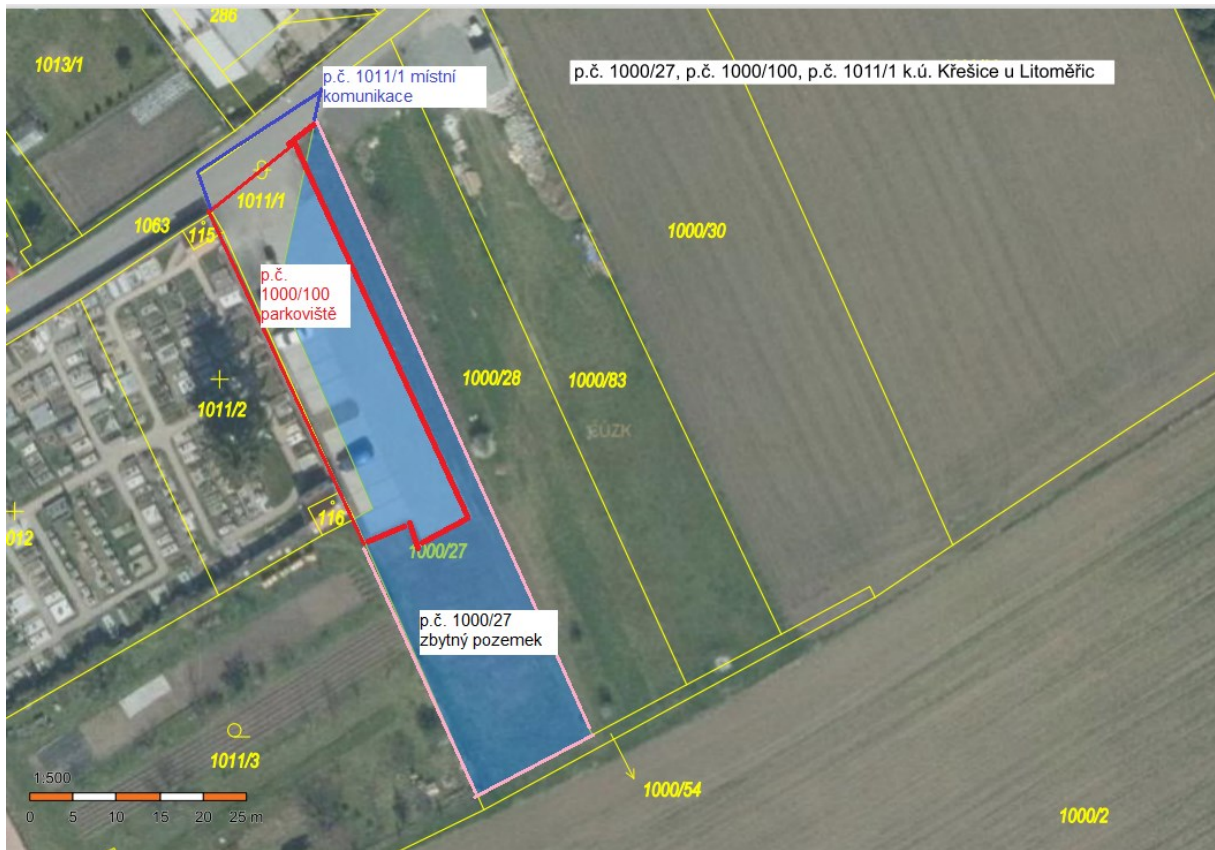 286
1013/1
p.č. 1011/1 místní
komunikace
p.č. 1000/27, p.č. 1000/100, p.č. 1011/1 k.ú. Křešice u Litoměřic
1011/1
1063
115
1000/30
p.č.
1000/100
parkoviště
1000/28
1000/83
1011/2
ČÚZK
116
012
1000/27
p.č. 1000/27
zbytný pozemek
1011/3
1:500
0 5 10 15 20 25 m
1000/54
1000/2